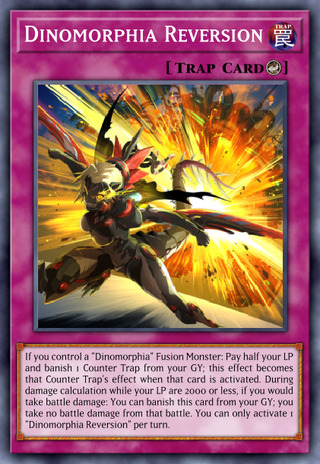 Dinomorphia Reversion
TRAP
罠
[Trap Card]
If you control a "Dinomorphia" Fusion Monster: Pay half your LP
and banish 1 Counter Trap from your GY; this effect becomes
that Counter Trap's effect when that card is activated. During
damage calculation while your LP are 2000 or less, if you would
take battle damage: You can banish this card from your GY; you
take no battle damage from that battle. You can only activate 1
"Dinomorphia Reversion" per turn.